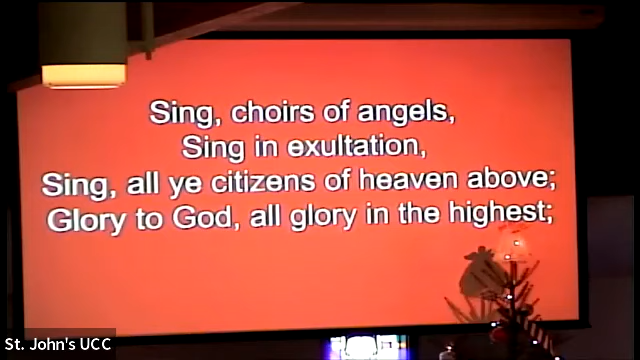 Sing, choirs of angels,
Sing in exultation,
Sing, all ye citizens of heaven above;
Glory to God, all glory in the highest;
St. John's UCC